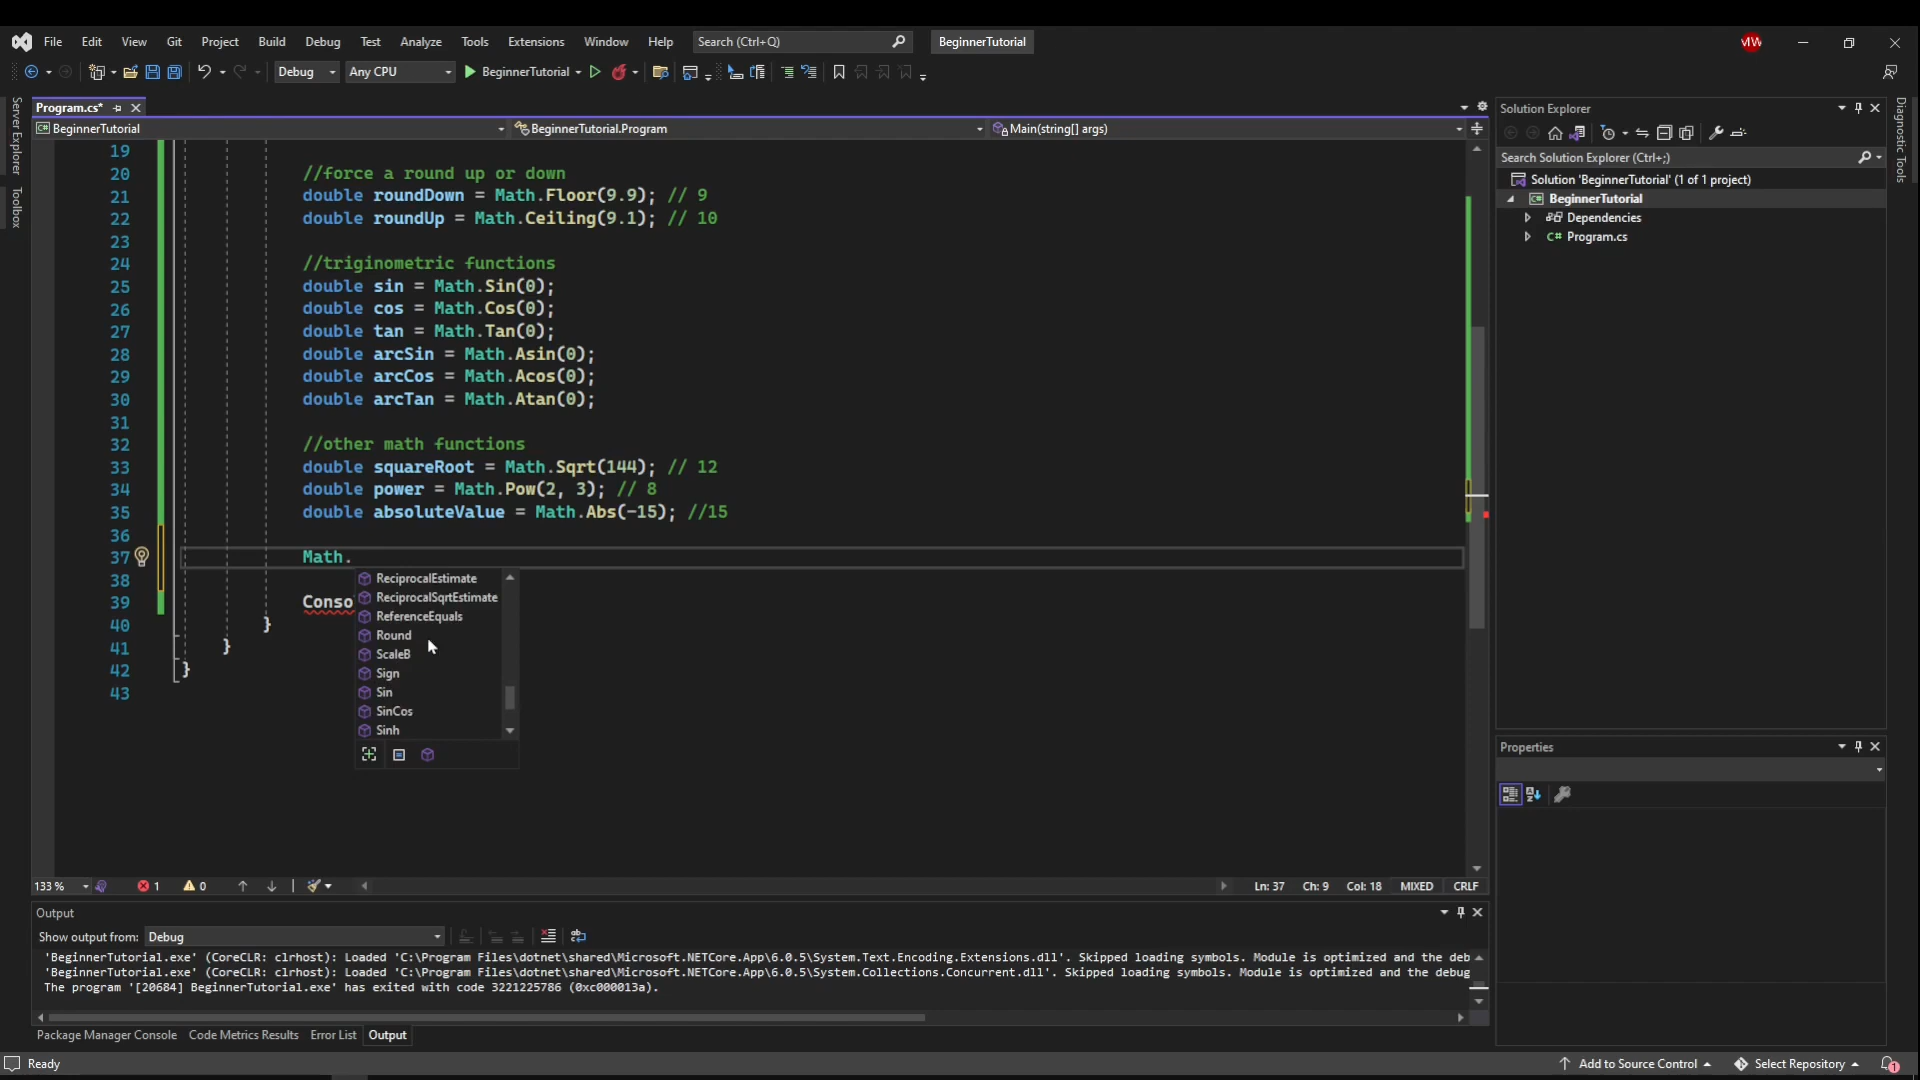 File Edit View Git Project Build Debug Test Analyze Tools Extensions Window Help Search (Ctrl+Q) BeginnerTutorial
Debug Any CPU BeginnerTutorial
Server Explorer
Toolbox
Program.cs*
BeginnerTutorial BeginnerTutorial.Program Main(string[] args)
19
20 //force a round up or down
21 double roundDown = Math.Floor(9.9); // 9
22 double roundUp = Math.Ceiling(9.1); // 10
23
24 //triginometric functions
25 double sin = Math.Sin(0);
26 double cos = Math.Cos(0);
27 double tan = Math.Tan(0);
28 double arcSin = Math.Asin(0);
29 double arcCos = Math.Acos(0);
30 double arcTan = Math.Atan(0);
31
32 //other math functions
33 double squareRoot = Math.Sqrt(144); // 12
34 double power = Math.Pow(2, 3); // 8
35 double absoluteValue = Math.Abs(-15); //15
36
37 Math.
38
39 Conso
40 }
41 }
42 }
43
ReciprocalEstimate
ReciprocalSqrtEstimate
ReferenceEquals
Round
ScaleB
Sign
Sin
SinCos
Sinh
133 % 1 0 Ln: 37 Ch: 9 Col: 18 MIXED CRLF
Output
Show output from: Debug
'BeginnerTutorial.exe' (CoreCLR: clrhost): Loaded 'C:\Program Files\dotnet\shared\Microsoft.NETCore.App\6.0.5\System.Text.Encoding.Extensions.dll'. Skipped loading symbols. Module is optimized and the deb
'BeginnerTutorial.exe' (CoreCLR: clrhost): Loaded 'C:\Program Files\dotnet\shared\Microsoft.NETCore.App\6.0.5\System.Collections.Concurrent.dll'. Skipped loading symbols. Module is optimized and the debug
The program '[20684] BeginnerTutorial.exe' has exited with code 3221225786 (0xc000013a).
Package Manager Console Code Metrics Results Error List Output
Solution Explorer
Search Solution Explorer (Ctrl+;)
Solution 'BeginnerTutorial' (1 of 1 project)
C# BeginnerTutorial
Dependencies
C# Program.cs
Properties
Diagnostic Tools
Ready Add to Source Control Select Repository 1